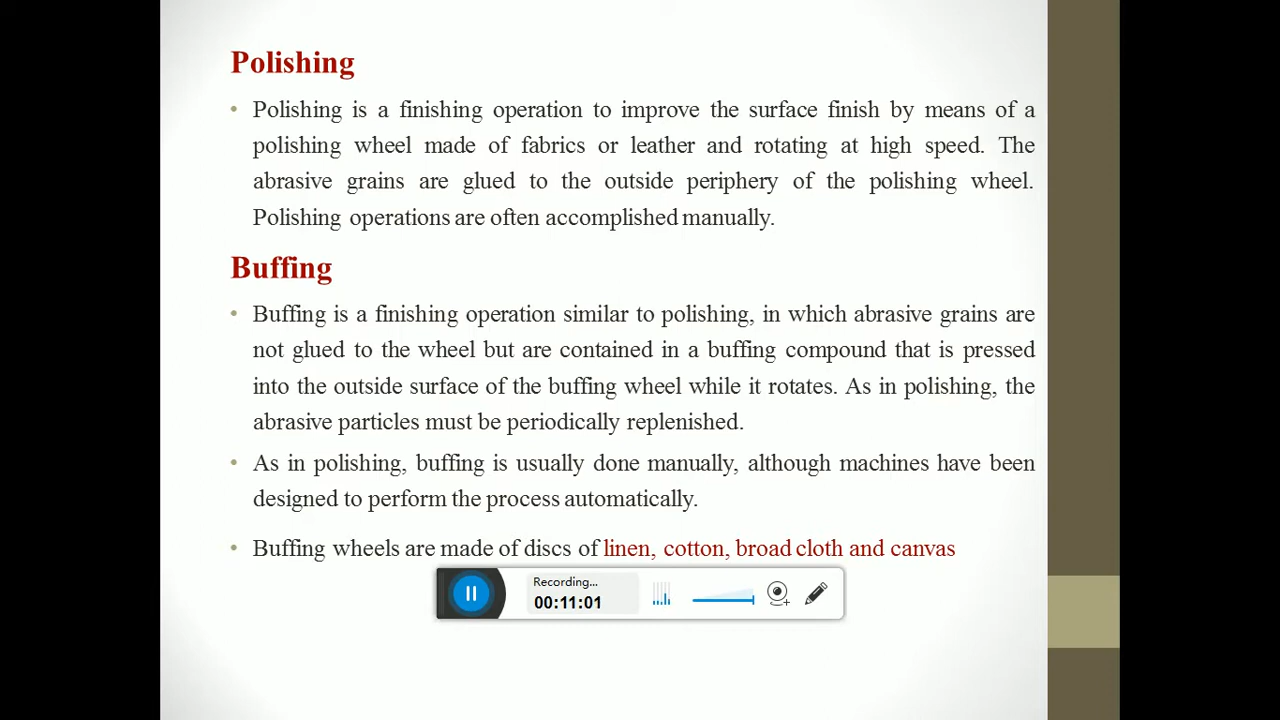 Polishing
• Polishing is a finishing operation to improve the surface finish by means of a
polishing wheel made of fabrics or leather and rotating at high speed. The
abrasive grains are glued to the outside periphery of the polishing wheel.
Polishing operations are often accomplished manually.
Buffing
• Buffing is a finishing operation similar to polishing, in which abrasive grains are
not glued to the wheel but are contained in a buffing compound that is pressed
into the outside surface of the buffing wheel while it rotates. As in polishing, the
abrasive particles must be periodically replenished.
• As in polishing, buffing is usually done manually, although machines have been
designed to perform the process automatically.
• Buffing wheels are made of discs of linen, cotton, broad cloth and canvas
Recording...
00:11:01